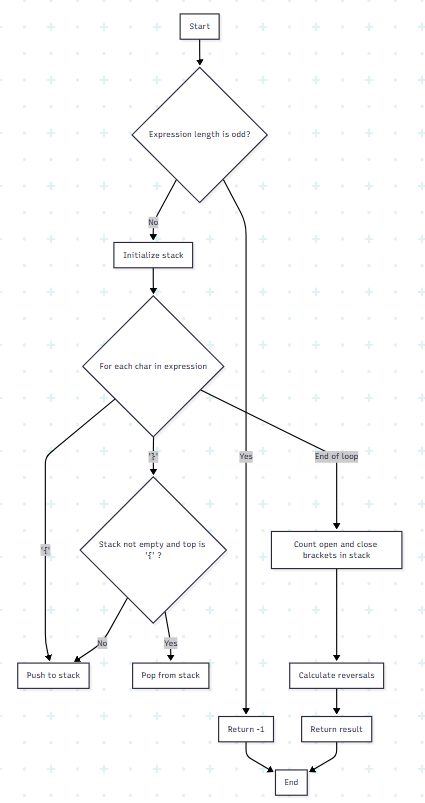 Start
Expression length is odd?
No
Initialize stack
For each char in expression
'}'
Yes
End of loop
Stack not empty and top is
'{' ?
Count open and close
brackets in stack
'{'
No
Yes
Push to stack
Pop from stack
Calculate reversals
Return -1
Return result
End